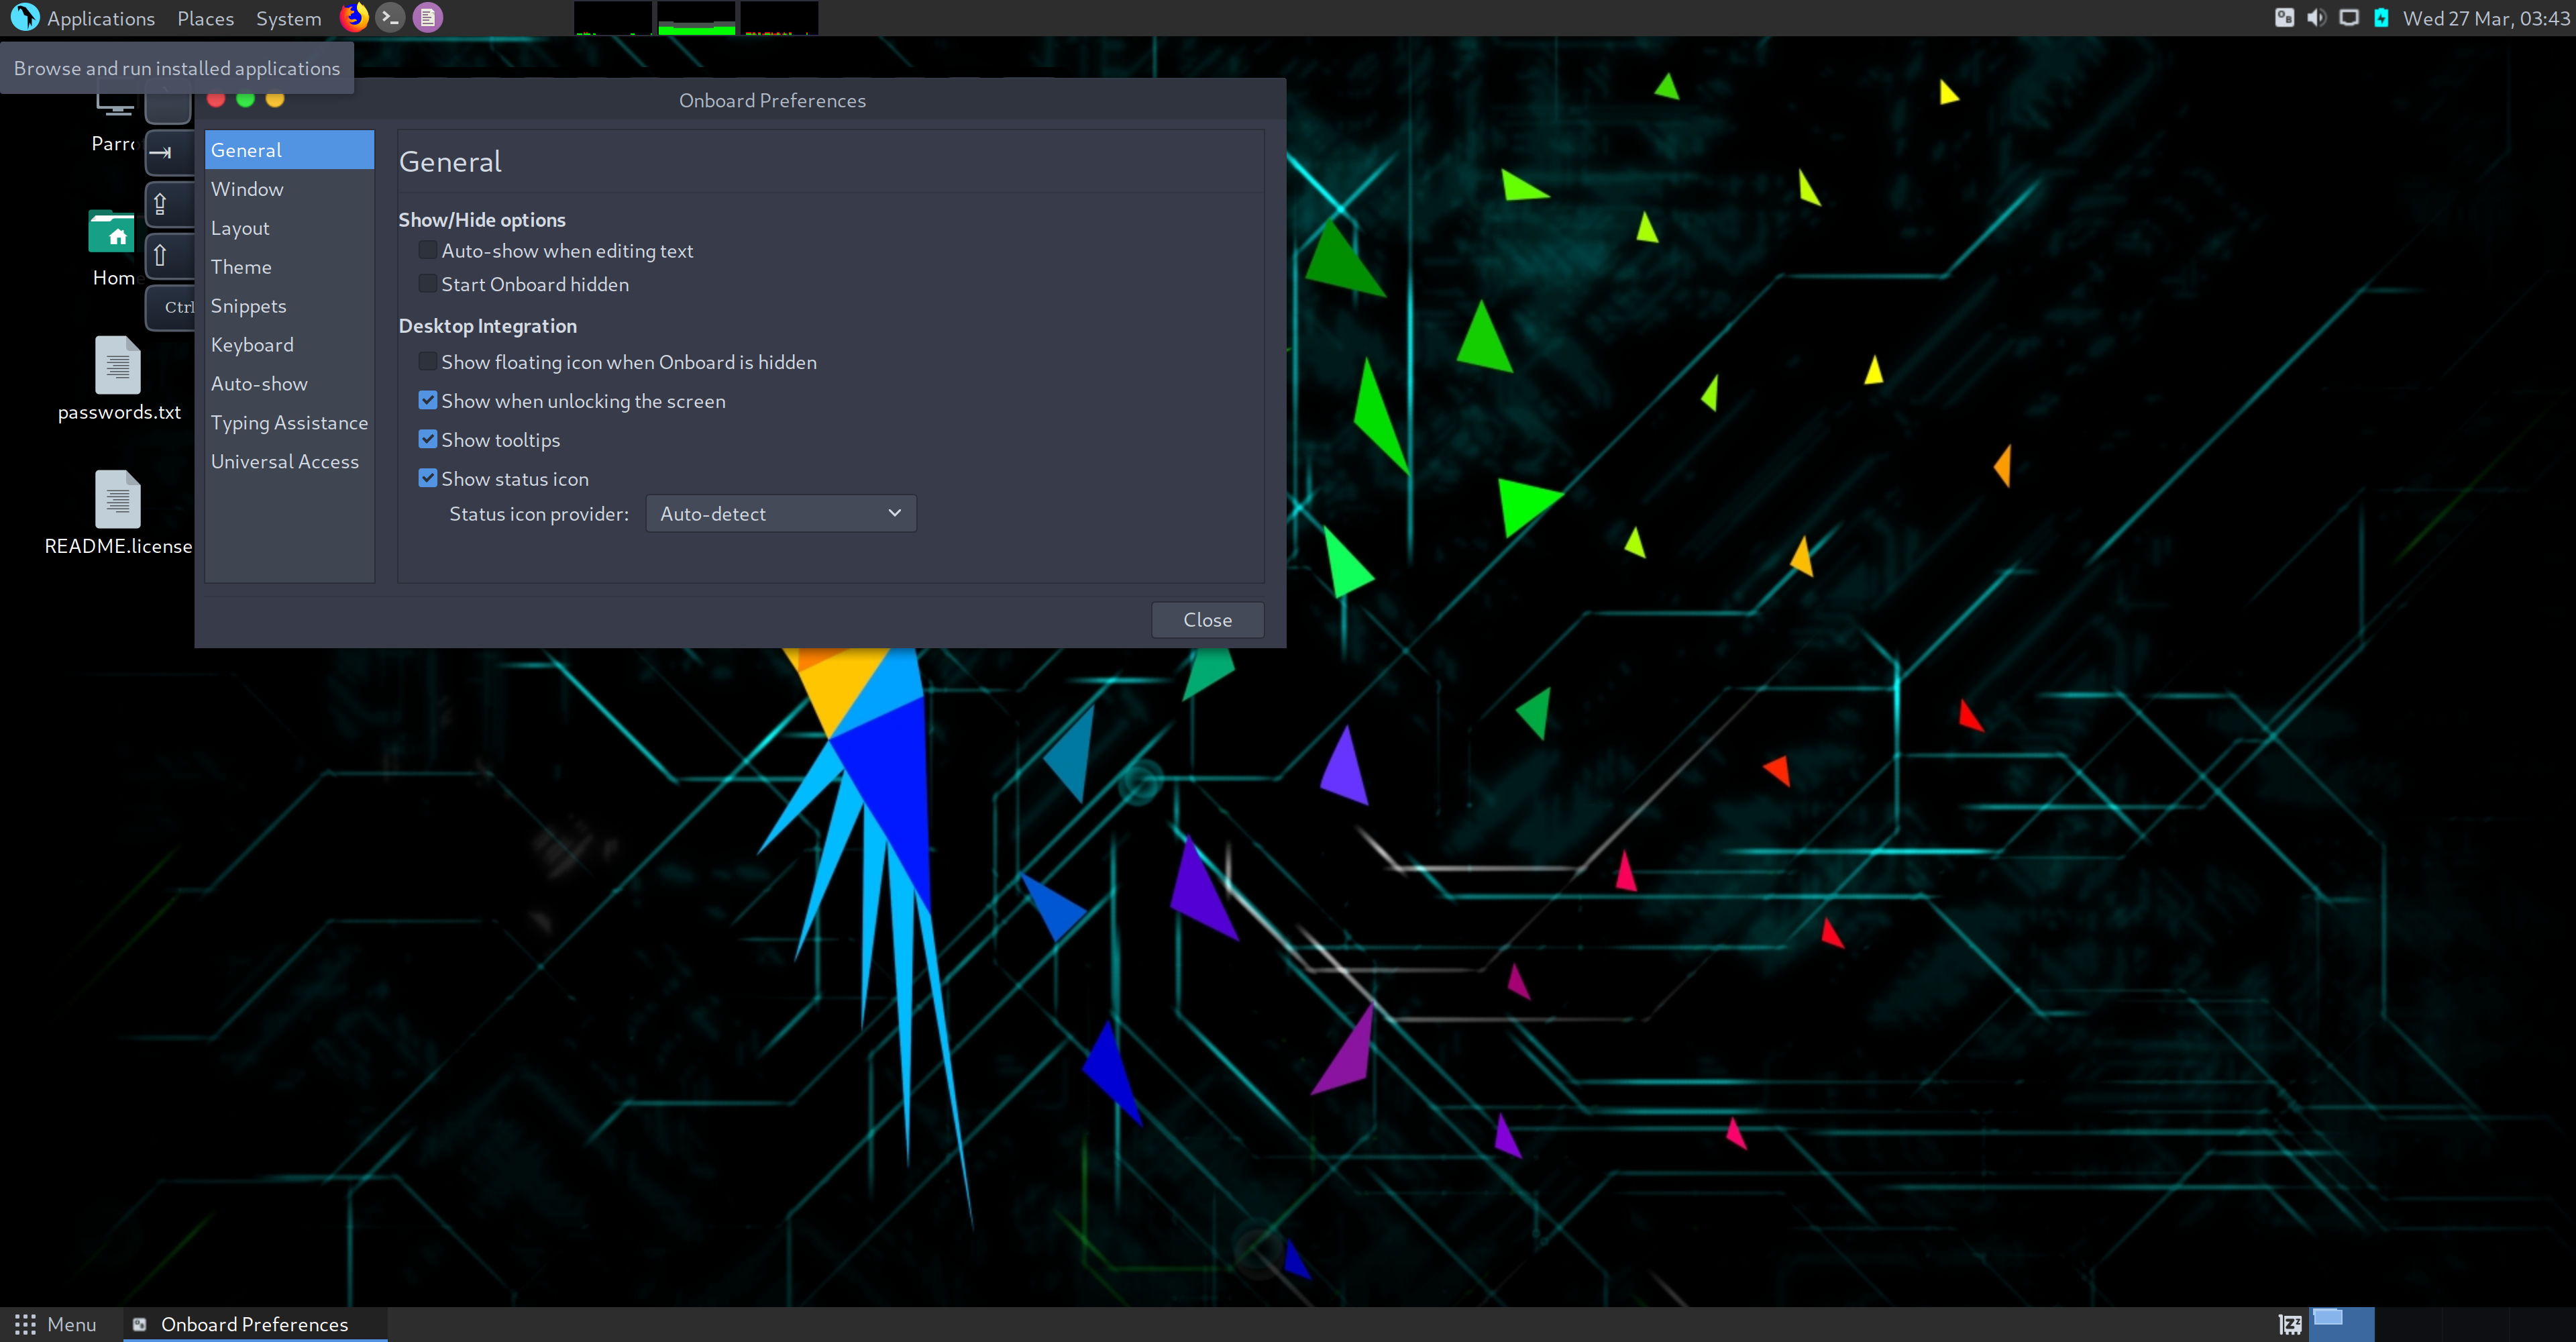 Applications Places System
Wed 27 Mar, 03:43
Browse and run installed applications
Onboard Preferences
Parro
Home
passwords.txt
README.license
Ctrl
General
Window
Layout
Theme
Snippets
Keyboard
Auto-show
Typing Assistance
Universal Access
General
Show/Hide options
Auto-show when editing text
Start Onboard hidden
Desktop Integration
Show floating icon when Onboard is hidden
Show when unlocking the screen
Show tooltips
Show status icon
Status icon provider: Auto-detect
Close
Menu
Onboard Preferences